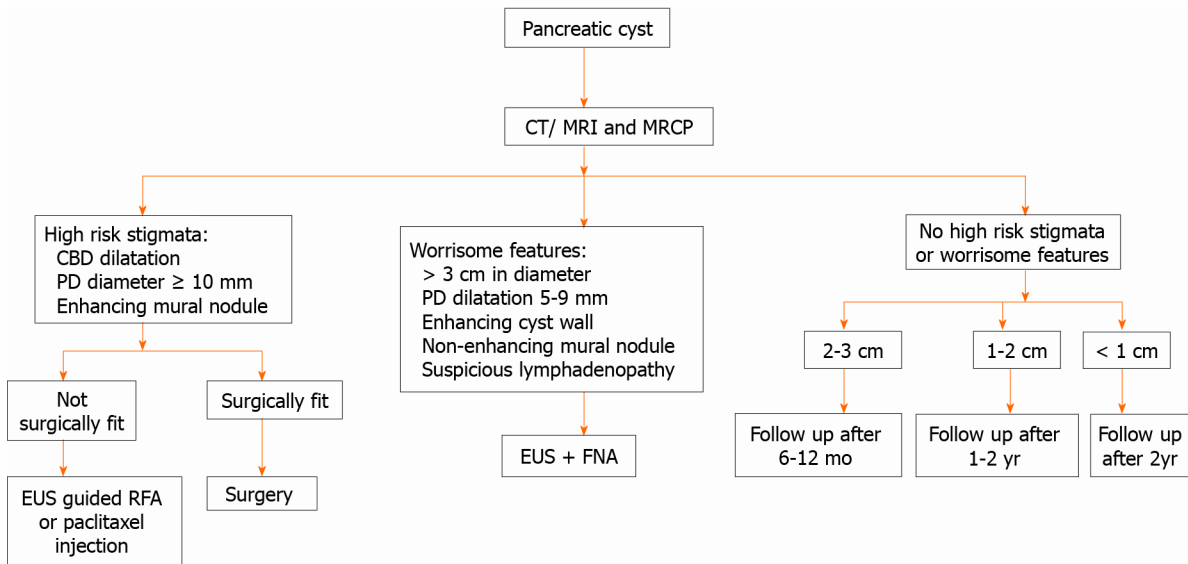 Pancreatic cyst
CT/ MRI and MRCP
High risk stigmata:
CBD dilatation
PD diameter ≥ 10 mm
Enhancing mural nodule
Not
surgically fit
Surgically fit
EUS guided RFA
or paclitaxel
injection
Surgery
Worrisome features:
> 3 cm in diameter
PD dilatation 5-9 mm
Enhancing cyst wall
Non-enhancing mural nodule
Suspicious lymphadenopathy
EUS + FNA
No high risk stigmata
or worrisome features
2-3 cm
1-2 cm
< 1 cm
Follow up after
6-12 mo
Follow up after
1-2 yr
Follow up
after 2yr